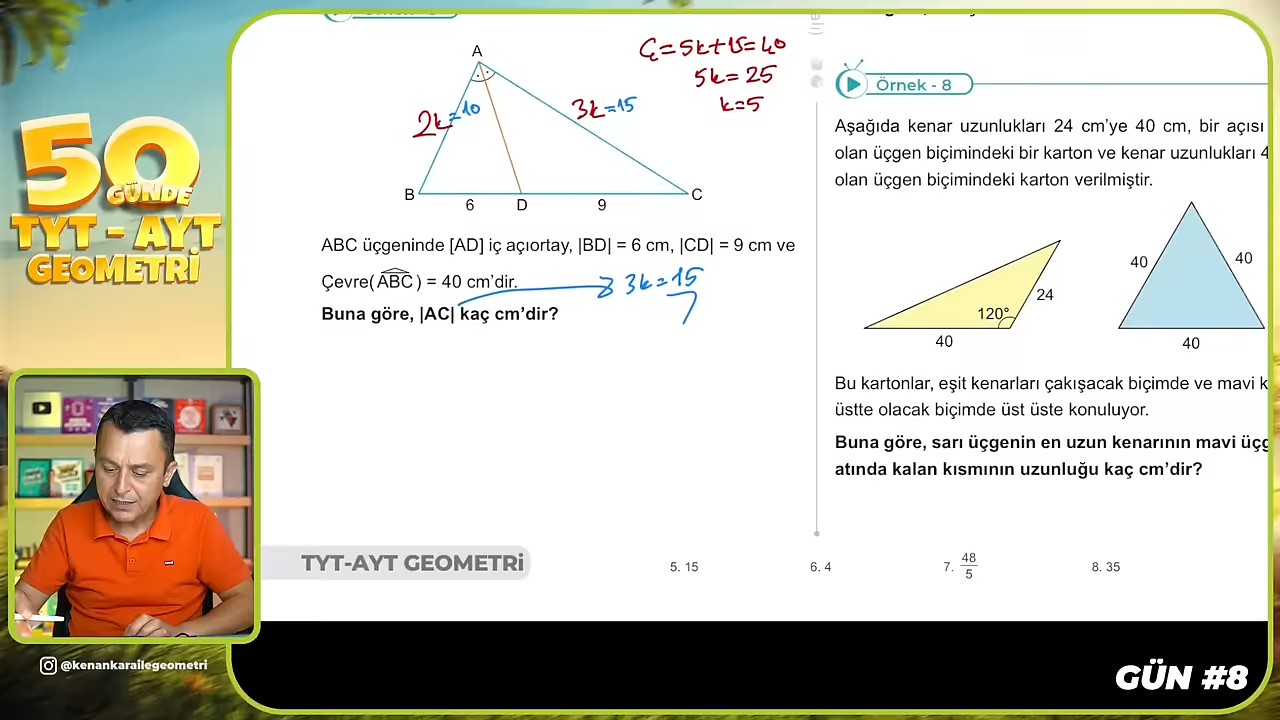 50
GÜNDE
TYT - AYT
GEOMETRİ
A
2k=10
3k=15
B
6
D
9
C
Ç=5k+15=40
5k=25
k=5
ABC üçgeninde [AD] iç açıortay, |BD| = 6 cm, |CD| = 9 cm ve
Çevre(ABC) = 40 cm'dir.
3k=15
Buna göre, |AC| kaç cm'dir?
Örnek - 8
Aşağıda kenar uzunlukları 24 cm'ye 40 cm, bir açısı
olan üçgen biçimindeki bir karton ve kenar uzunlukları 4
olan üçgen biçimindeki karton verilmiştir.
120°
24
40
40
40
40
Bu kartonlar, eşit kenarları çakışacak biçimde ve mavi k
üstte olacak biçimde üst üste konuluyor.
Buna göre, sarı üçgenin en uzun kenarının mavi üçg
atında kalan kısmının uzunluğu kaç cm'dir?
TYT-AYT GEOMETRİ
5. 15
6. 4
7. 48/5
8. 35
@kenankarailegeometri
GÜN #8